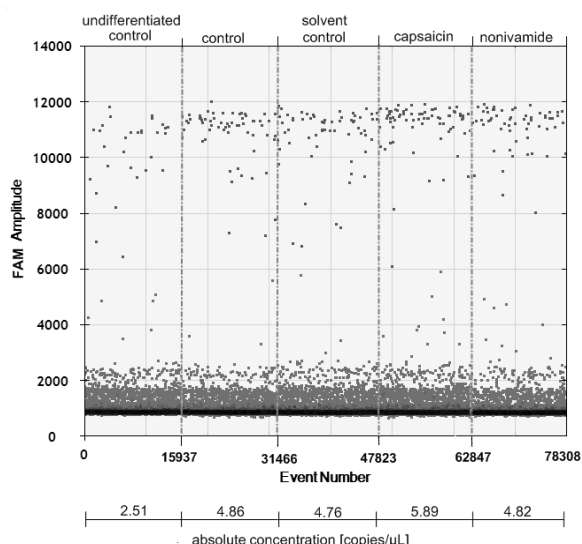 undifferentiated control
control
solvent control
capsaicin
nonivamide
14000
12000
10000
8000
6000
4000
2000
0
FAM Amplitude
0 15937 31466 47823 62847 78308
Event Number
2.51 4.86 4.76 5.89 4.82
absolute concentration [copies/uL]